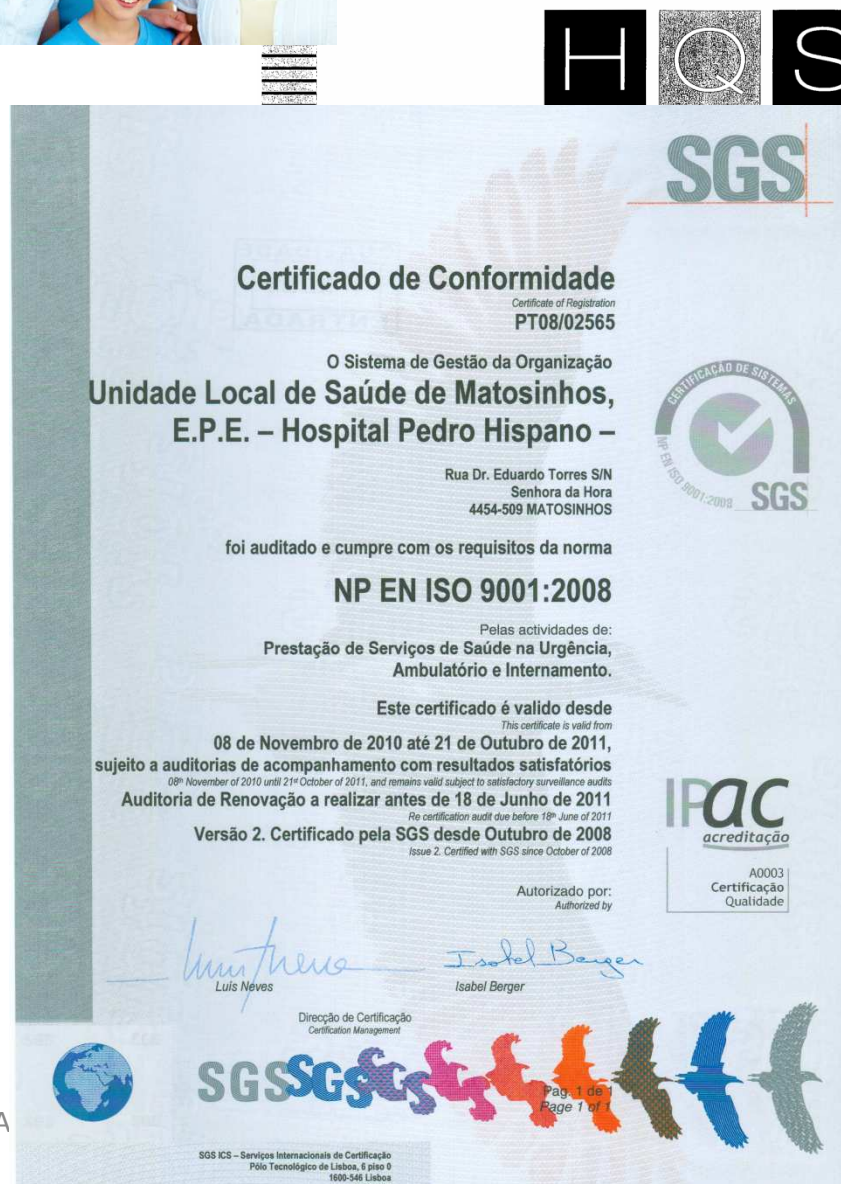 HQS
SGS
Certificado de Conformidade
Certificate of Registration
PT08/02565
O Sistema de Gestão da Organização
Unidade Local de Saúde de Matosinhos,
E.P.E. – Hospital Pedro Hispano –
CERTIFICAÇÃO DE SISTEMAS
NP EN ISO 9001:2008
SGS
Rua Dr. Eduardo Torres S/N
Senhora da Hora
4454-509 MATOSINHOS
foi auditado e cumpre com os requisitos da norma
NP EN ISO 9001:2008
Pelas actividades de:
Prestação de Serviços de Saúde na Urgência,
Ambulatório e Internamento.
Este certificado é valido desde
This certificate is valid from
08 de Novembro de 2010 até 21 de Outubro de 2011,
sujeito a auditorias de acompanhamento com resultados satisfatórios
08th November of 2010 until 21st October of 2011, and remains valid subject to satisfactory surveillance audits
Auditoria de Renovação a realizar antes de 18 de Junho de 2011
Re certification audit due before 18th June of 2011
Versão 2. Certificado pela SGS desde Outubro de 2008
Issue 2. Certified with SGS since October of 2008
IPac
acreditação
A0003
Certificação
Qualidade
Autorizado por:
Authorized by
Isabel Berger
Luís Neves
Isabel Berger
Direcção de Certificação
Certification Management
SGS SGS SGS
Pag. 1 de 1
Page 1 of 1
A
SGS ICS – Serviços Internacionais de Certificação
Pólo Tecnológico de Lisboa, 6 piso 0
1600-546 Lisboa